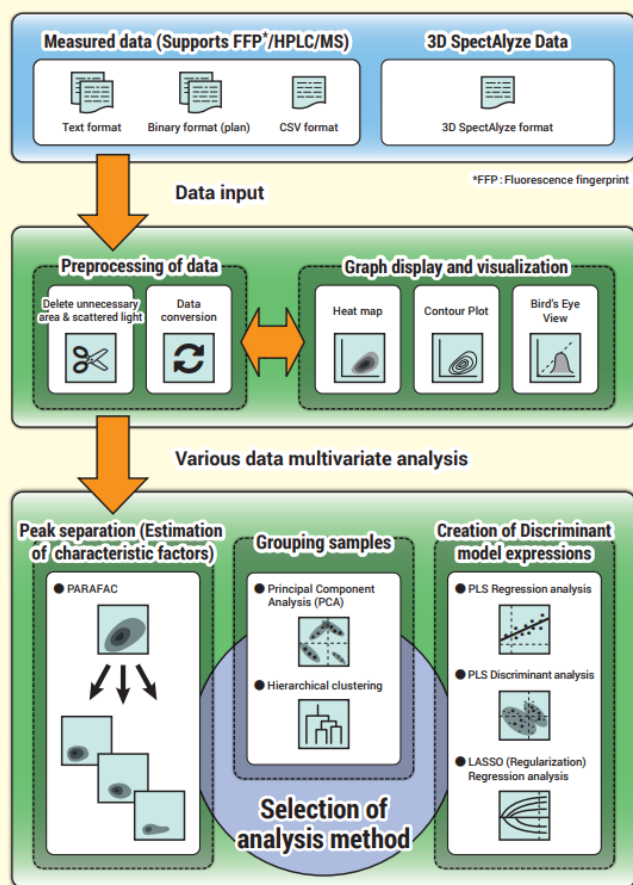 Measured data (Supports FFP*/HPLC/MS)
Text format
Binary format (plan)
CSV format
3D SpectAlyze Data
3D SpectAlyze format
*FFP : Fluorescence fingerprint
Data input
Preprocessing of data
Delete unnecessary
area & scattered light
Data
conversion
Graph display and visualization
Heat map
Contour Plot
Bird's Eye
View
Various data multivariate analysis
Peak separation (Estimation
of characteristic factors)
● PARAFAC
Grouping samples
● Principal Component
Analysis (PCA)
● Hierarchical clustering
Creation of Discriminant
model expressions
● PLS Regression analysis
● PLS Discriminant analysis
● LASSO (Regularization)
Regression analysis
Selection of
analysis method